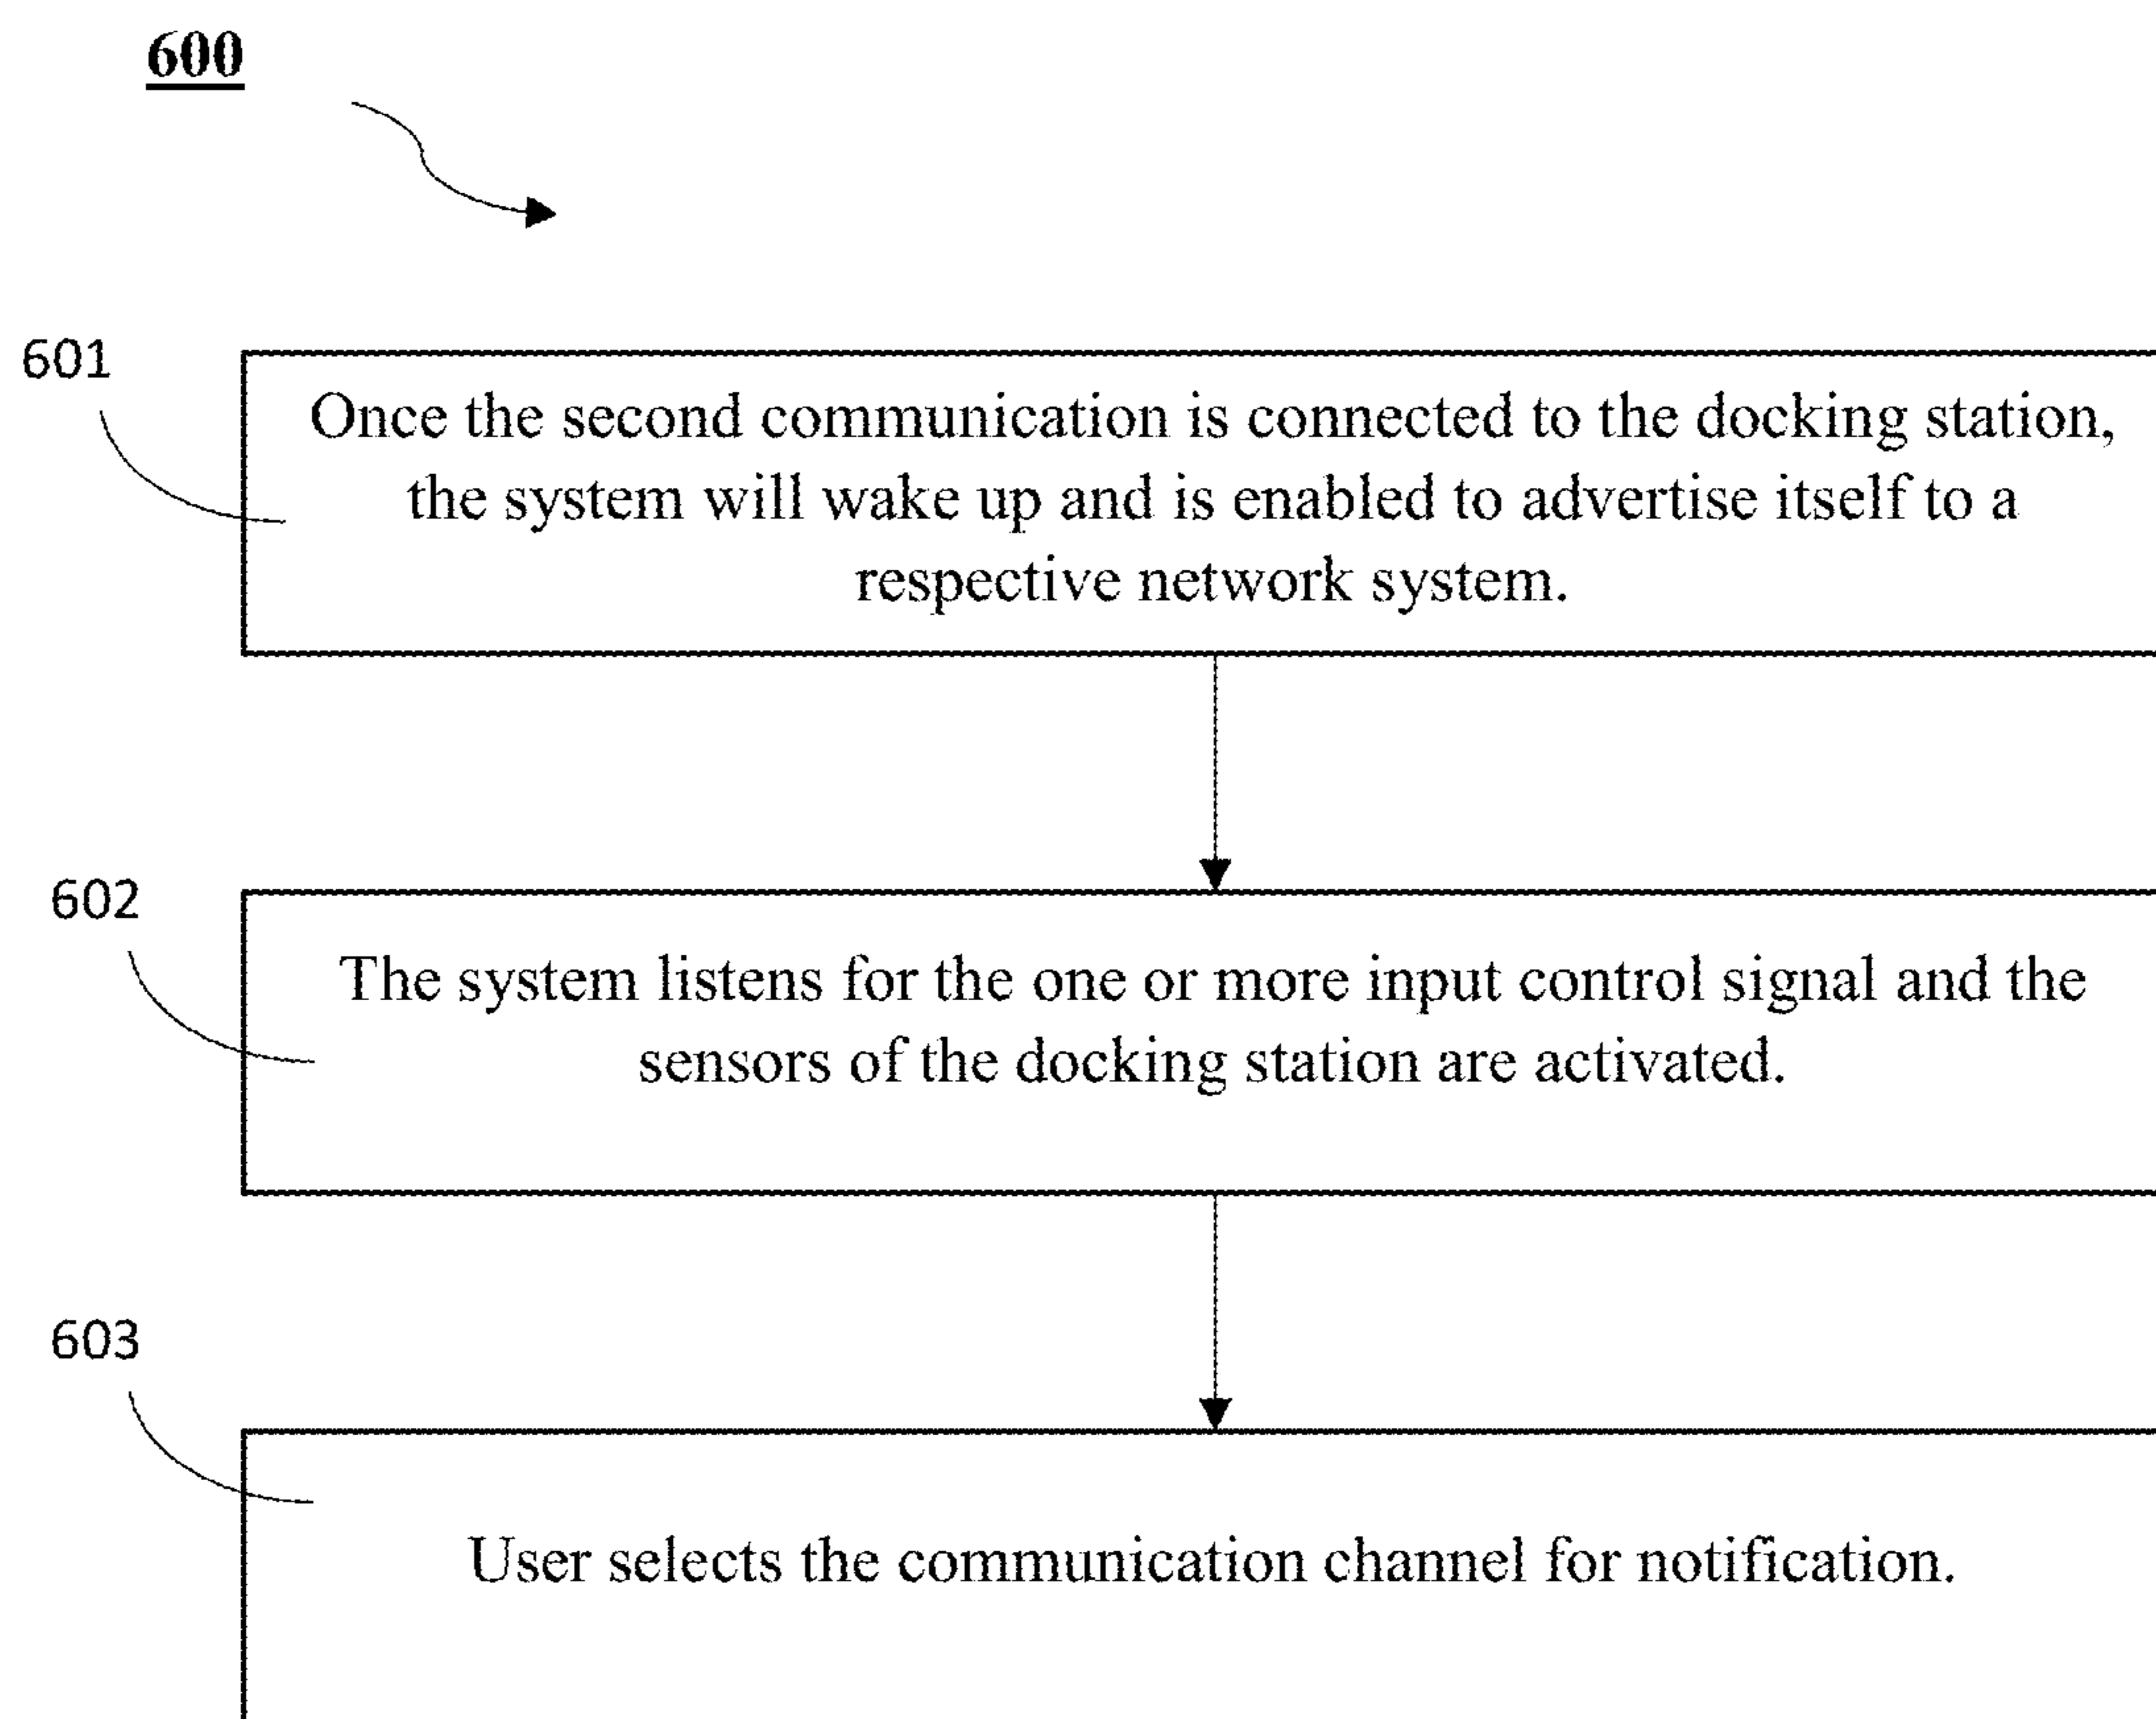 600
601
Once the second communication is connected to the docking station,
the system will wake up and is enabled to advertise itself to a
respective network system.
602
The system listens for the one or more input control signal and the
sensors of the docking station are activated.
603
User selects the communication channel for notification.